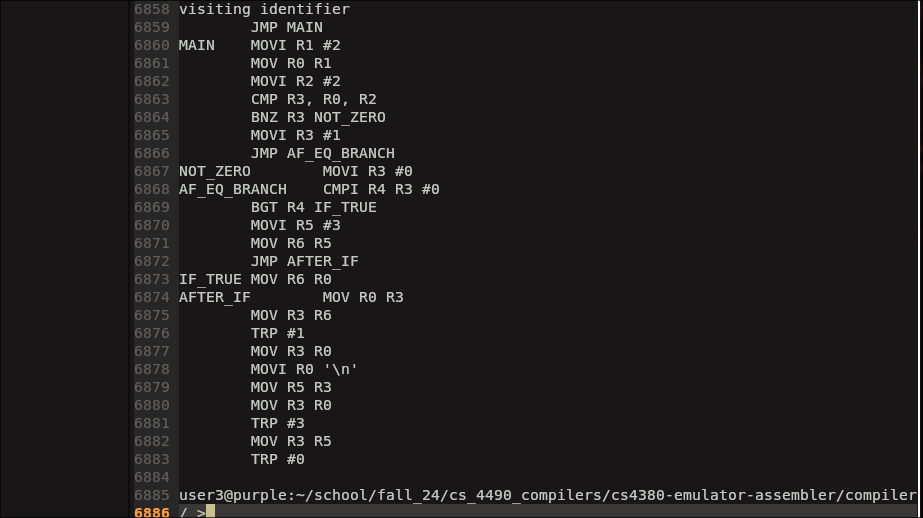 6858 visiting identifier
6859         JMP MAIN
6860 MAIN    MOVI R1 #2
6861         MOV R0 R1
6862         MOVI R2 #2
6863         CMP R3, R0, R2
6864         BNZ R3 NOT_ZERO
6865         MOVI R3 #1
6866         JMP AF_EQ_BRANCH
6867 NOT_ZERO        MOVI R3 #0
6868 AF_EQ_BRANCH    CMPI R4 R3 #0
6869         BGT R4 IF_TRUE
6870         MOVI R5 #3
6871         MOV R6 R5
6872         JMP AFTER_IF
6873 IF_TRUE MOV R6 R0
6874 AFTER_IF        MOV R0 R3
6875         MOV R3 R6
6876         TRP #1
6877         MOV R3 R0
6878         MOVI R0 '\n'
6879         MOV R5 R3
6880         MOV R3 R0
6881         TRP #3
6882         MOV R3 R5
6883         TRP #0
6884
6885 user3@purple:~/school/fall_24/cs_4490_compilers/cs4380-emulator-assembler/compiler
6886 / >